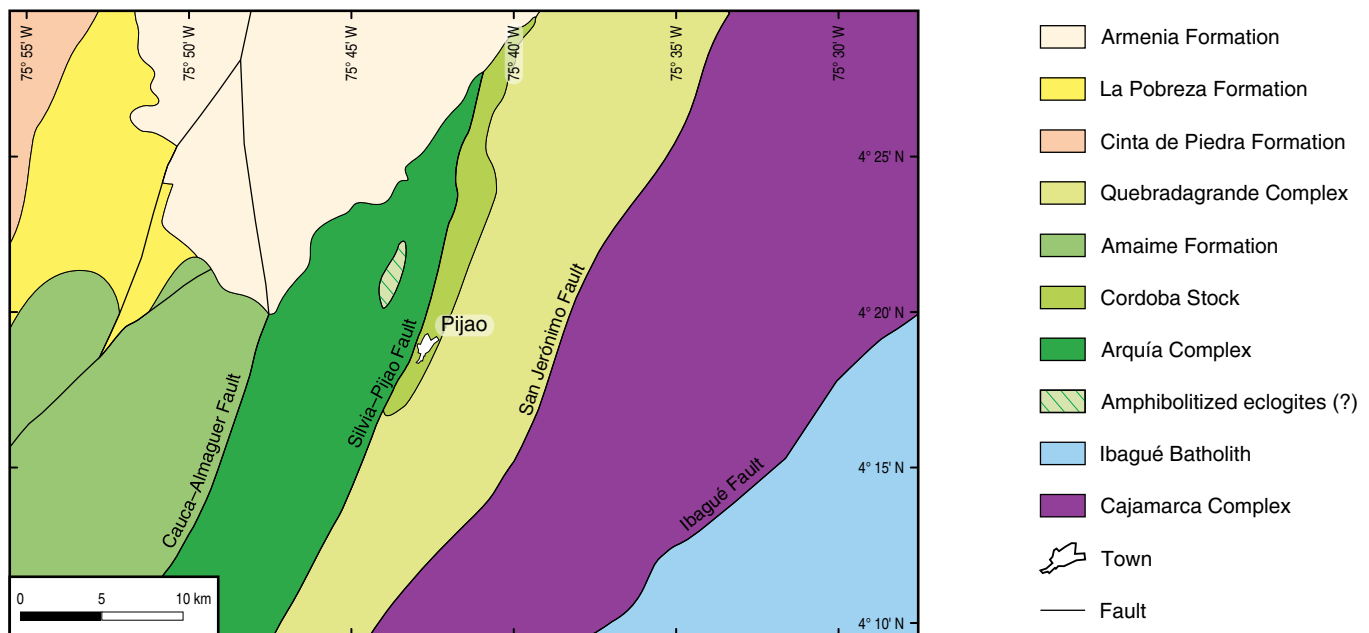 75° 55' W
75° 50' W
75° 45' W
75° 40' W
75° 35' W
75° 30' W
4° 25' N
4° 20' N
4° 15' N
4° 10' N
Pijao
Cauca–Almaguer Fault
Silvia–Pijao Fault
San Jerónimo Fault
Ibagué Fault
0 5 10 km
Armenia Formation
La Pobreza Formation
Cinta de Piedra Formation
Quebradagrande Complex
Amaime Formation
Cordoba Stock
Arquía Complex
Amphibolitized eclogites (?)
Ibagué Batholith
Cajamarca Complex
Town
Fault